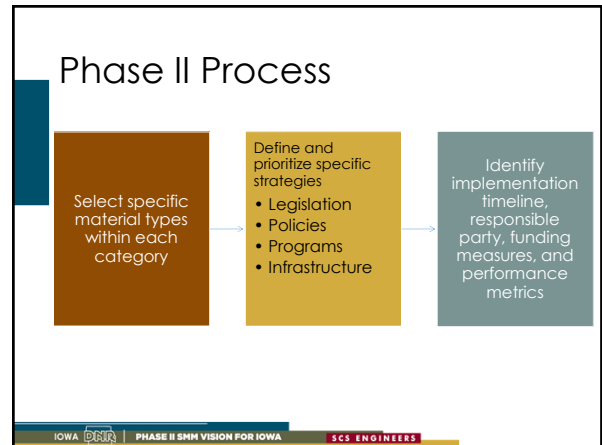 Phase II Process
Select specific
material types
within each
category
Define and
prioritize specific
strategies
• Legislation
• Policies
• Programs
• Infrastructure
Identify
implementation
timeline,
responsible
party, funding
measures, and
performance
metrics
IOWA DNR | PHASE II SMM VISION FOR IOWA SCS ENGINEERS